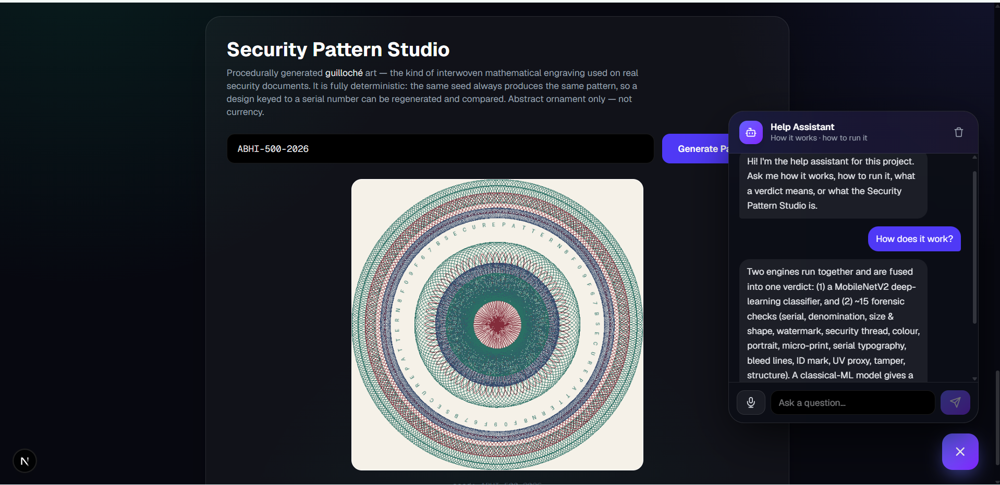 Security Pattern Studio
Procedurally generated guilloché art — the kind of interwoven mathematical engraving used on real
security documents. It is fully deterministic: the same seed always produces the same pattern, so a
design keyed to a serial number can be regenerated and compared. Abstract ornament only — not
currency.
ABHI-500-2026
Generate Pa
SECUREPATTERN8F09F67BSECUREPATTERN8F09F67BSECUREPATTERN8F09F67B
Help Assistant
How it works · how to run it
Hi! I'm the help assistant for this project.
Ask me how it works, how to run it, what
a verdict means, or what the Security
Pattern Studio is.
How does it work?
Two engines run together and are fused
into one verdict: (1) a MobileNetV2 deep-
learning classifier, and (2) ~15 forensic
checks (serial, denomination, size &
shape, watermark, security thread, colour,
portrait, micro-print, serial typography,
bleed lines, ID mark, UV proxy, tamper,
structure). A classical-ML model gives a
Ask a question...
N